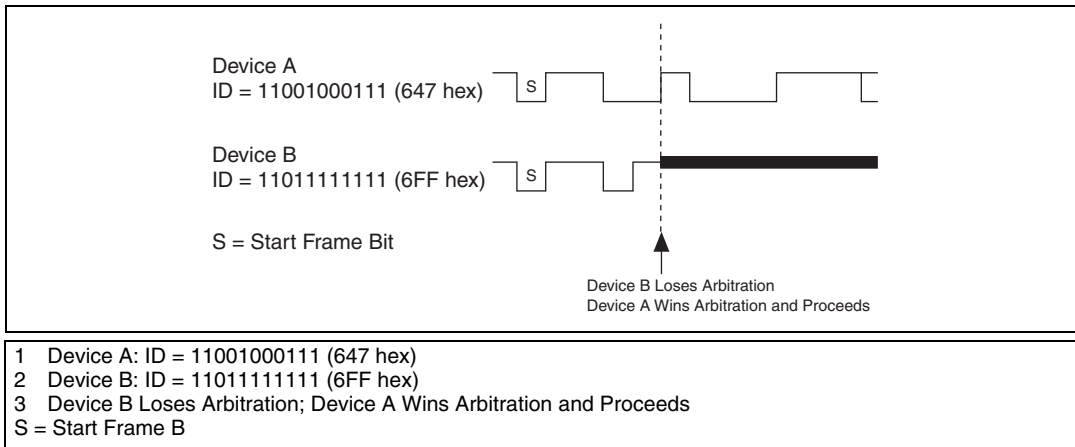 Device A
ID = 11001000111 (647 hex)
S
Device B
ID = 11011111111 (6FF hex)
S
S = Start Frame Bit
Device B Loses Arbitration
Device A Wins Arbitration and Proceeds
1 Device A: ID = 11001000111 (647 hex)
2 Device B: ID = 11011111111 (6FF hex)
3 Device B Loses Arbitration; Device A Wins Arbitration and Proceeds
S = Start Frame B